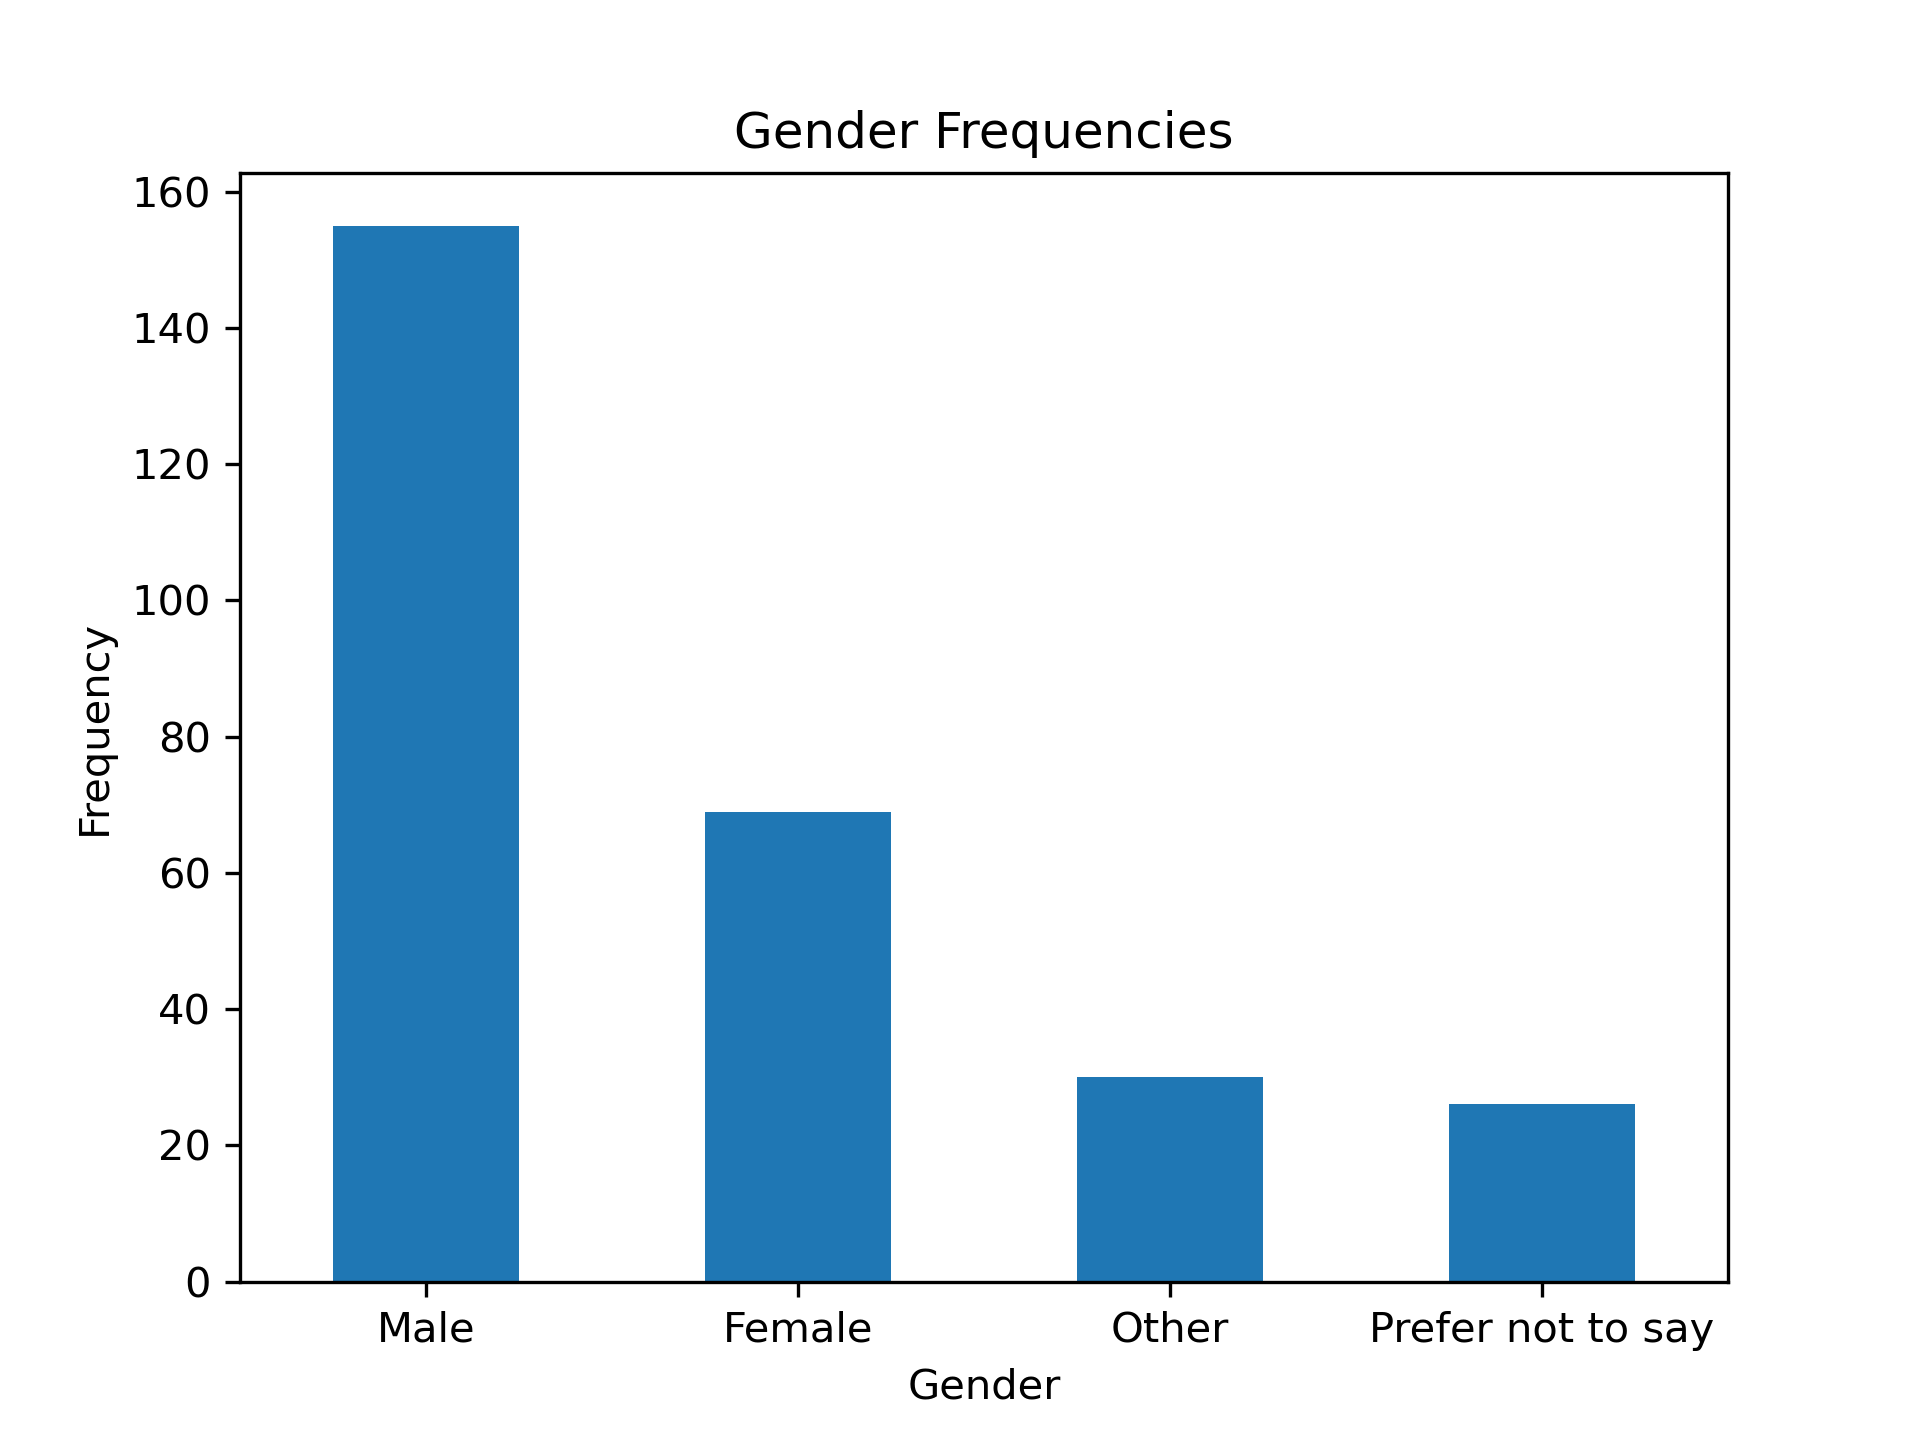 Gender Frequencies
160
140
120
100
80
60
40
20
0
Frequency
Male
Female
Other
Prefer not to say
Gender